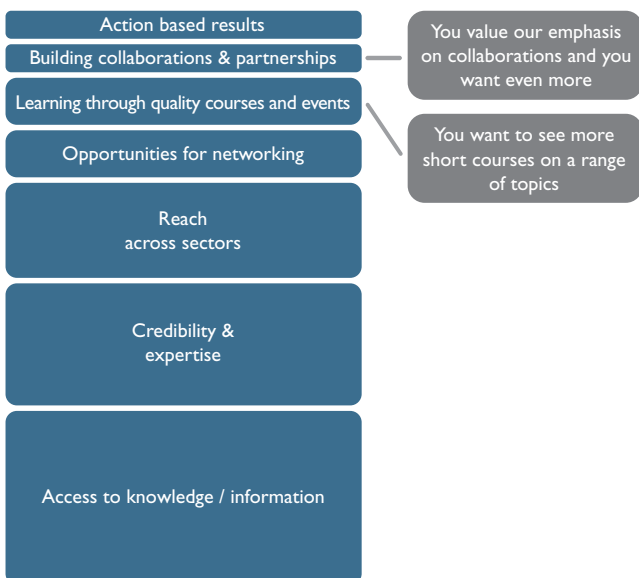 Action based results
Building collaborations & partnerships
Learning through quality courses and events
Opportunities for networking
Reach
across sectors
Credibility &
expertise
Access to knowledge / information
You value our emphasis
on collaborations and you
want even more
You want to see more
short courses on a range
of topics